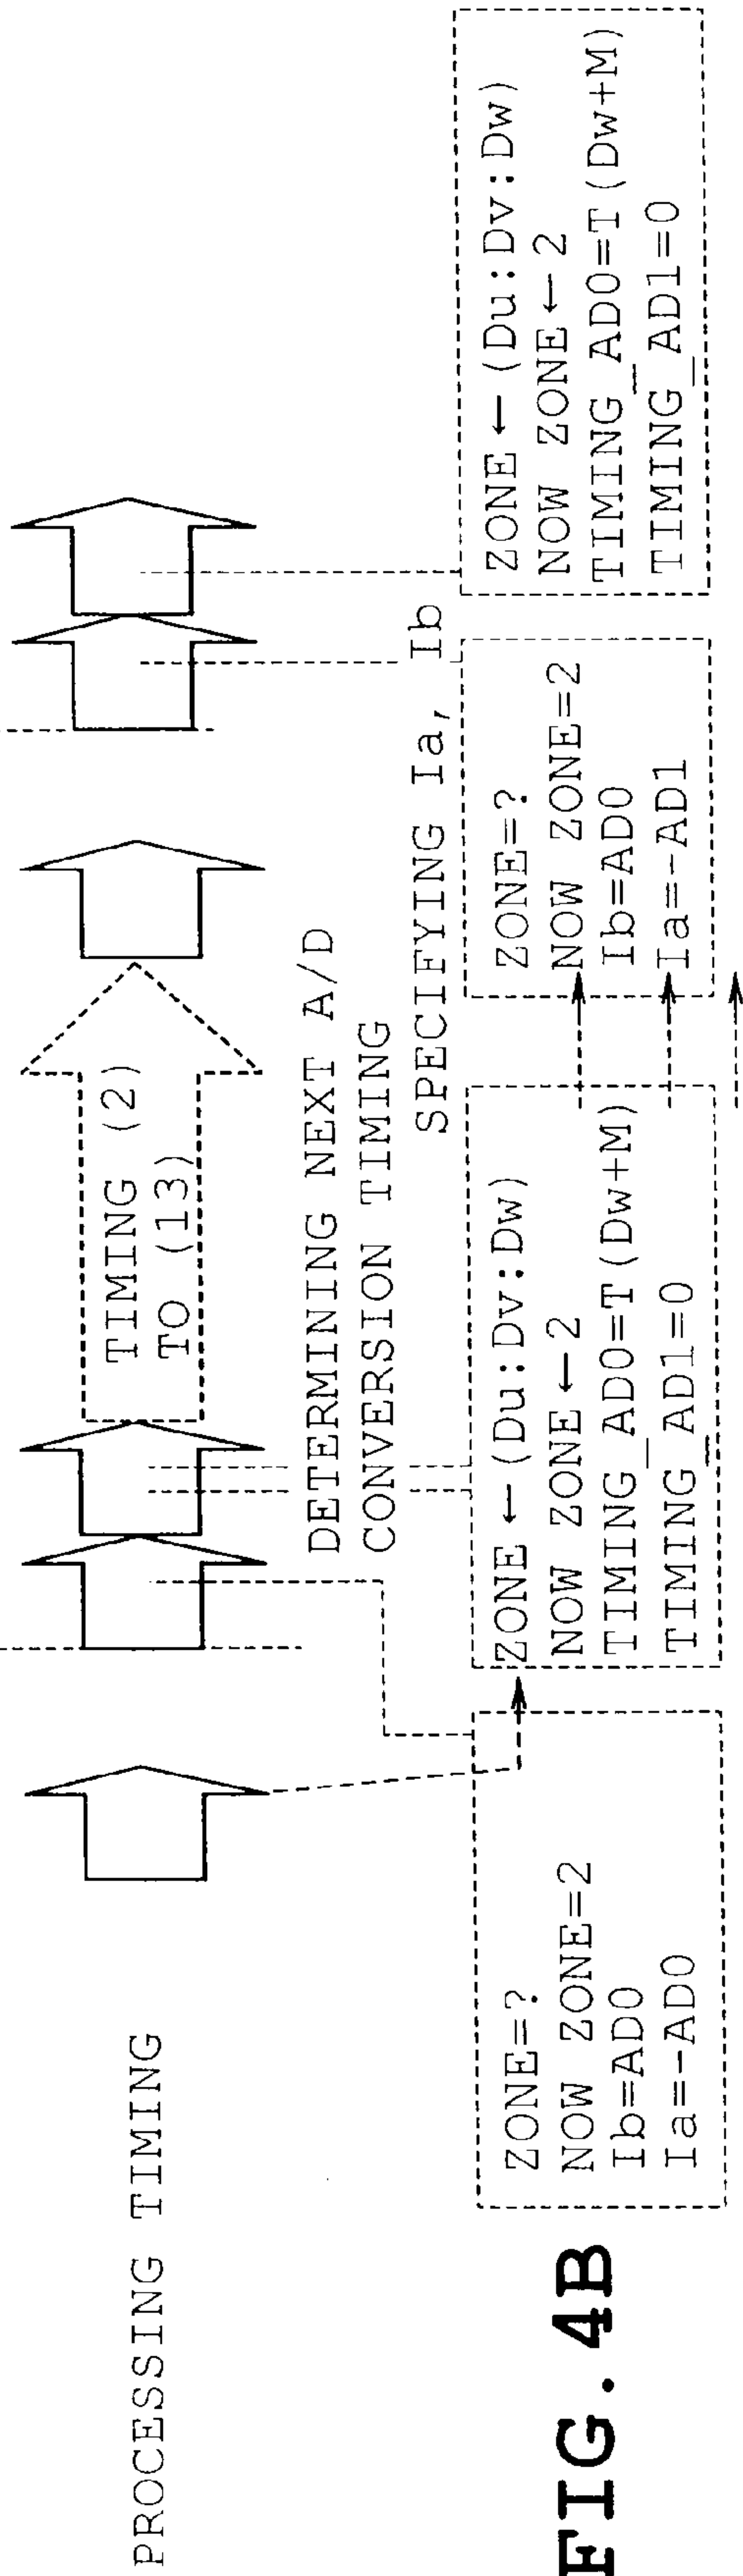 PROCESSING TIMING
TIMING (2)
TO (13)
DETERMINING NEXT A/D
CONVERSION TIMING
SPECIFYING Ia, Ib
ZONE=?
NOW ZONE=2
Ib=AD0
Ia=-AD0
ZONE ← (Du:Dv:Dw)
NOW ZONE ← 2
TIMING_AD0=T(Dw+M)
TIMING_AD1=0
ZONE=?
NOW ZONE=2
Ib=AD0
Ia=-AD1
ZONE ← (Du:Dv:Dw)
NOW ZONE ← 2
TIMING_AD0=T(Dw+M)
TIMING_AD1=0
FIG. 4B